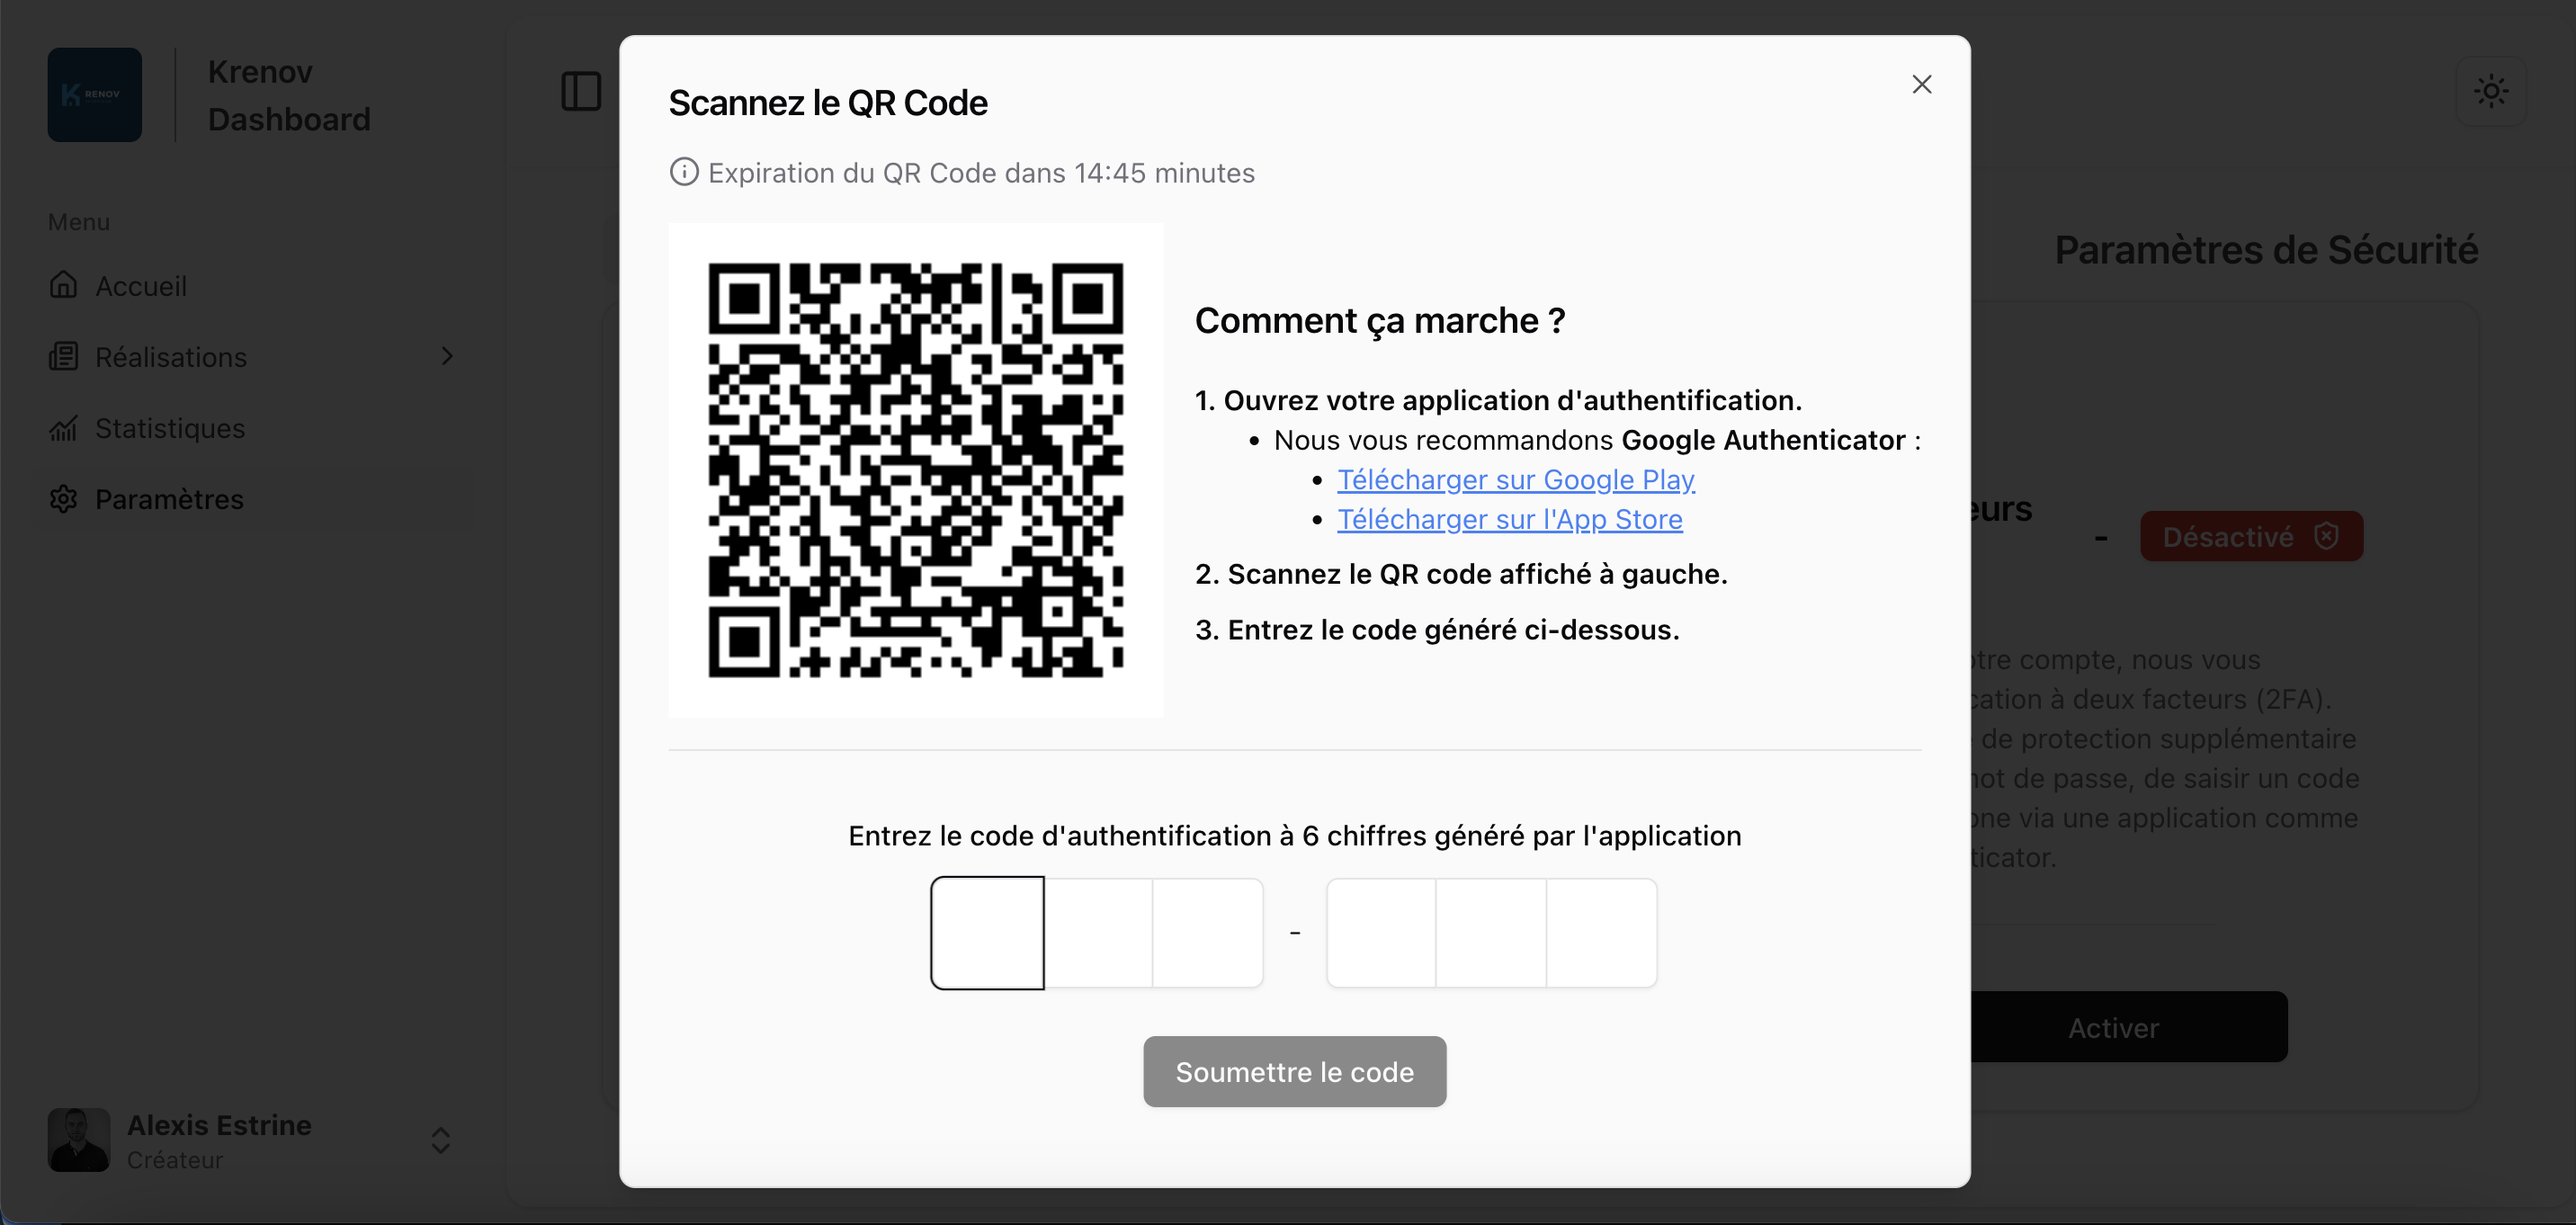 RENOV
Krenov
Dashboard
Menu
Accueil
Réalisations
Statistiques
Paramètres
Alexis Estrine
Créateur
Scannez le QR Code
Expiration du QR Code dans 14:45 minutes
Comment ça marche ?
1. Ouvrez votre application d'authentification.
• Nous vous recommandons Google Authenticator :
• Télécharger sur Google Play
• Télécharger sur l'App Store
2. Scannez le QR code affiché à gauche.
3. Entrez le code généré ci-dessous.
Entrez le code d'authentification à 6 chiffres généré par l'application
-
Soumettre le code
Paramètres de Sécurité
eurs
- Désactivé
tre compte, nous vous
cation à deux facteurs (2FA).
de protection supplémentaire
ot de passe, de saisir un code
ne via une application comme
ticator.
Activer